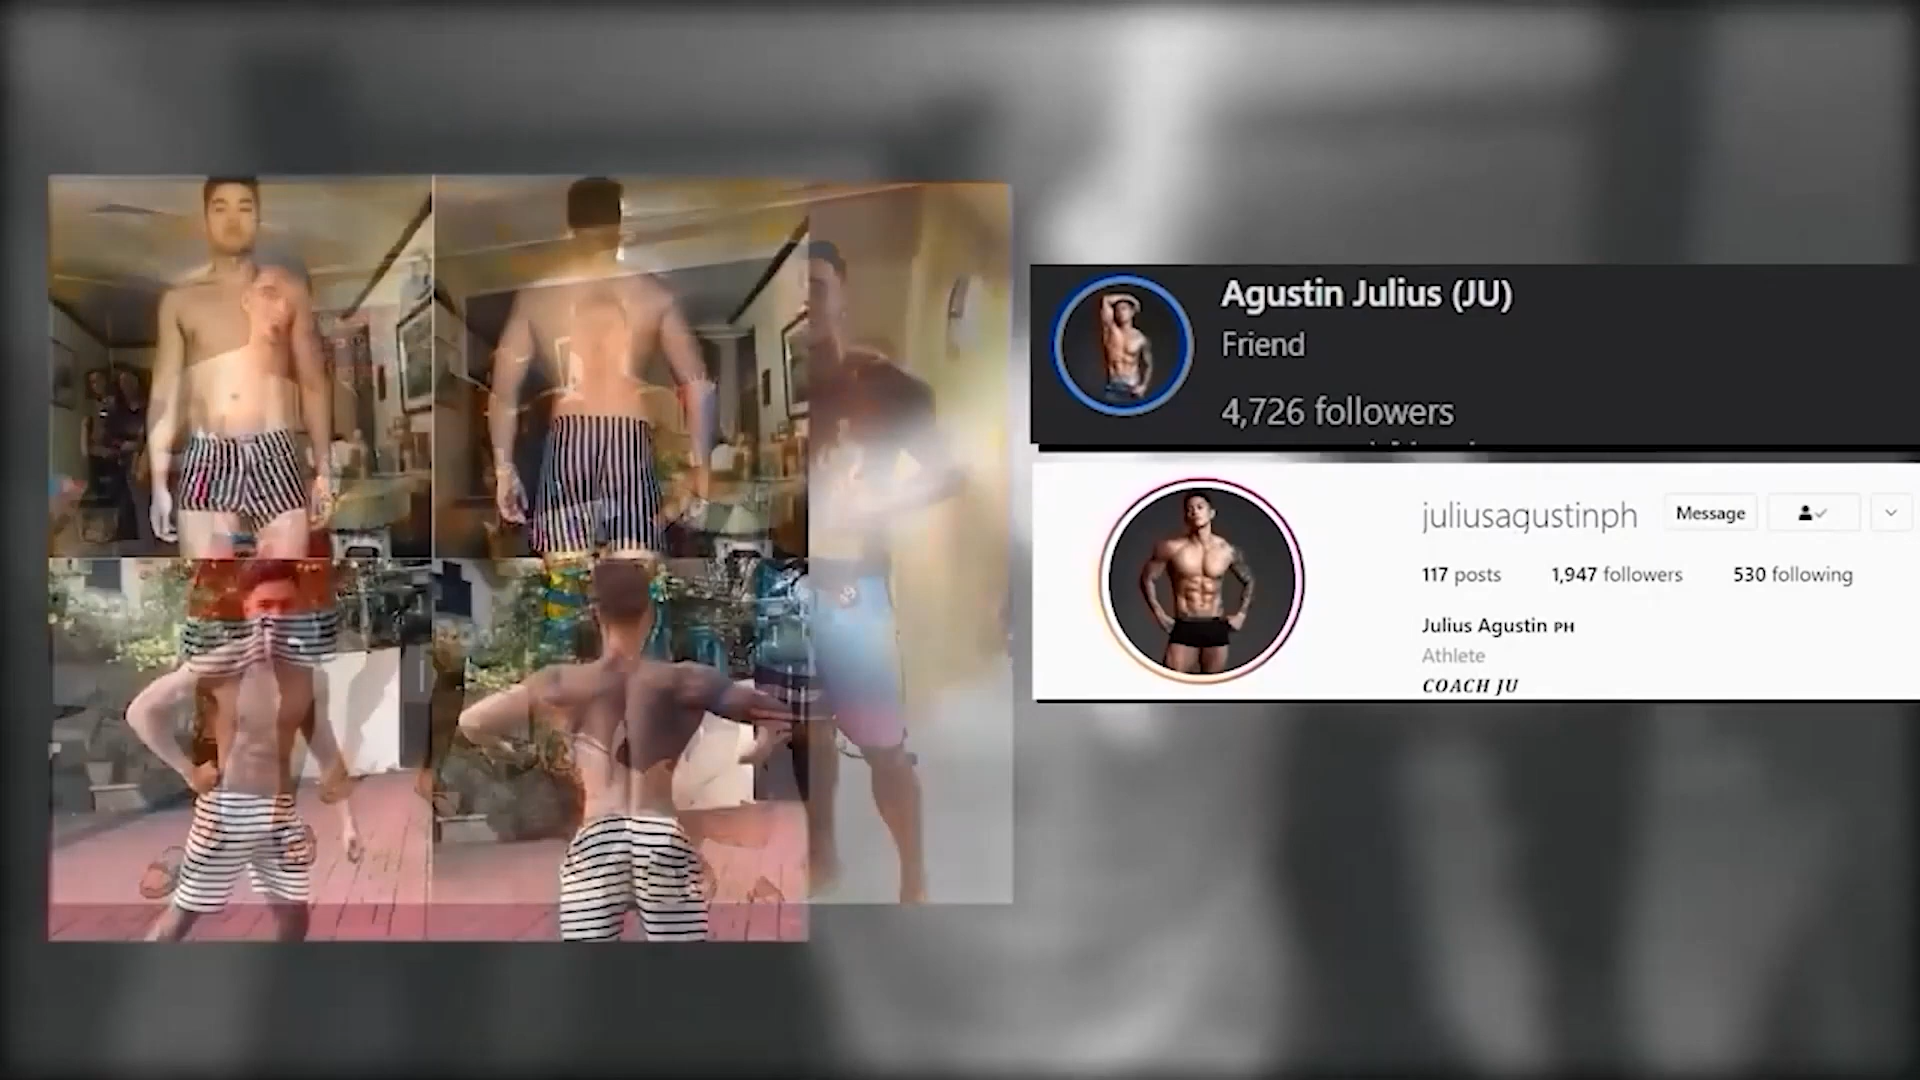 Agustin Julius (JU)
Friend
4,726 followers
juliusagustinph Message
117 posts 1,947 followers 530 following
Julius Agustin PH
Athlete
COACH JU